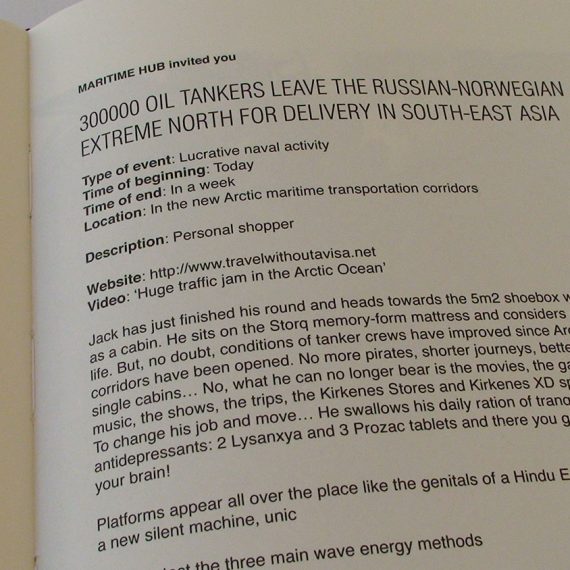 MARITIME HUB invited you
300000 OIL TANKERS LEAVE THE RUSSIAN-NORWEGIAN
EXTREME NORTH FOR DELIVERY IN SOUTH-EAST ASIA
Type of event: Lucrative naval activity
Time of beginning: Today
Time of end: In a week
Location: In the new Arctic maritime transportation corridors
Description: Personal shopper
Website: http://www.travelwithoutavisa.net
Video: ‘Huge traffic jam in the Arctic Ocean’
Jack has just finished his round and heads towards the 5m2 shoebox
as a cabin. He sits on the Storq memory-form mattress and considers
life. But, no doubt, conditions of tanker crews have improved since
corridors have been opened. No more pirates, shorter journeys,
single cabins… No, what he can no longer bear is the movies, the
music, the shows, the trips, the Kirkenes Stores and Kirkenes XD
To change his job and move… He swallows his daily ration of
antidepressants: 2 Lysanxya and 3 Prozac tablets and there you
your brain!
Platforms appear all over the place like the genitals of a Hindu
a new silent machine, unic
the three main wave energy methods